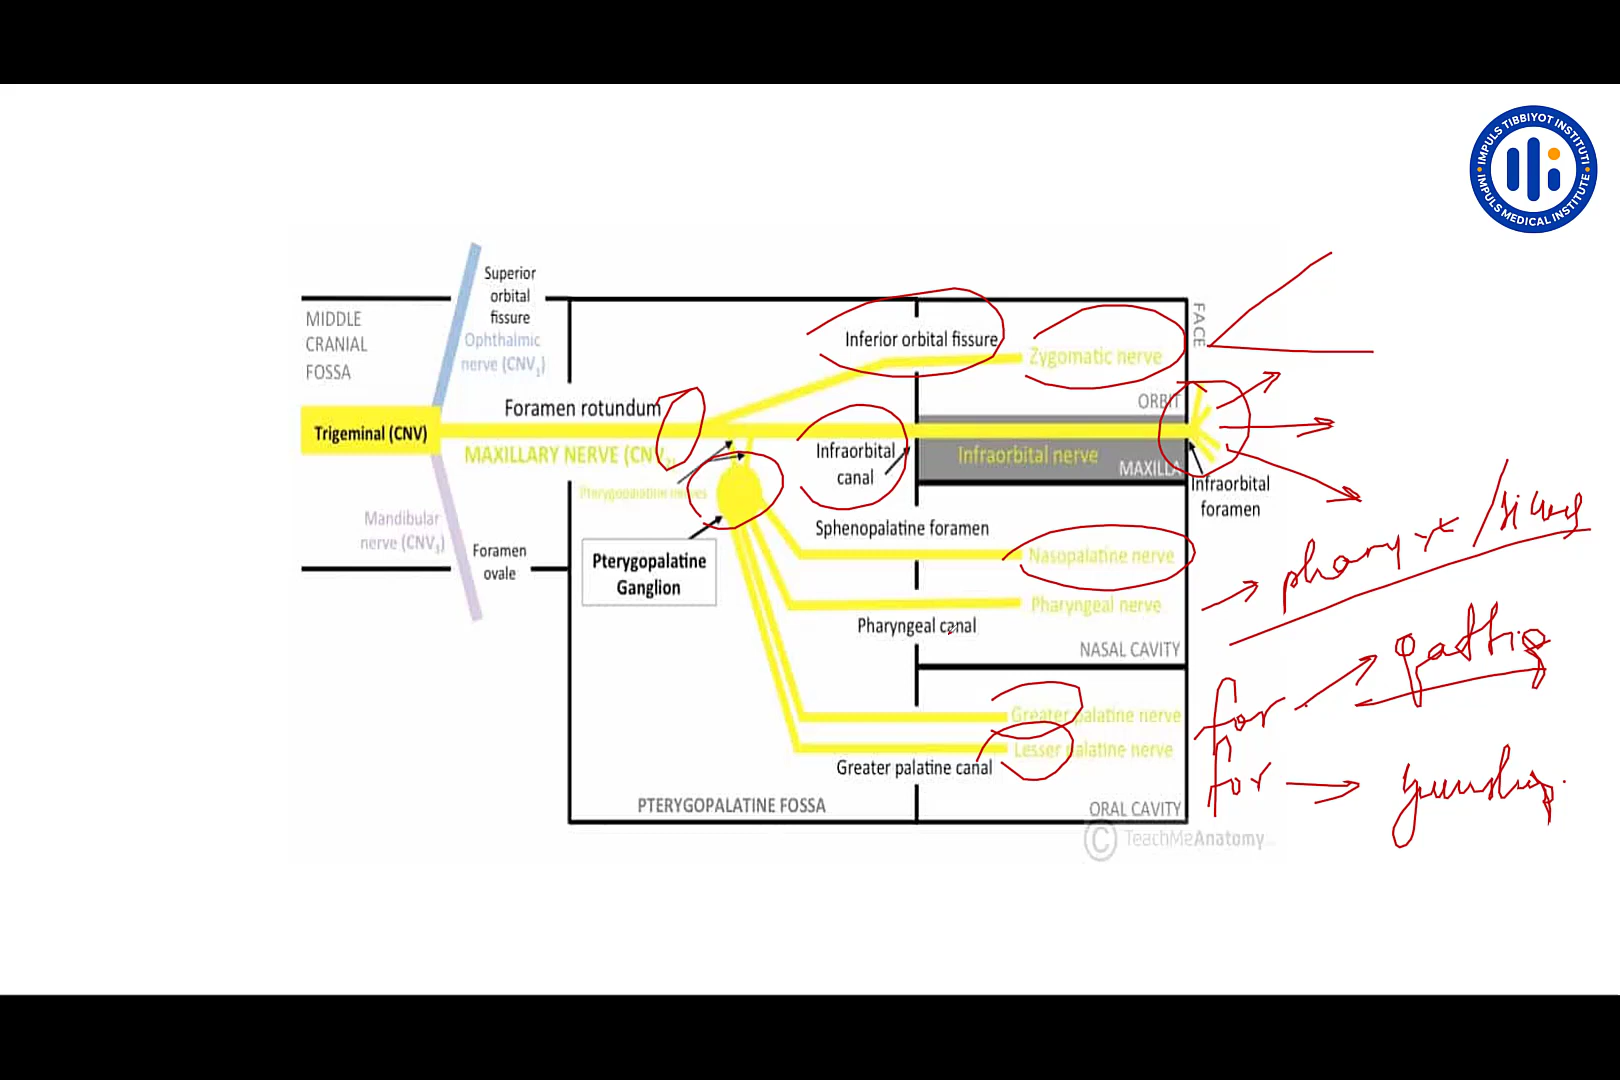 IMPULS TIBBIYOT INSTITUTI
IMPULS MEDICAL INSTITUTE
MIDDLE
CRANIAL
FOSSA
Superior
orbital
fissure
Ophthalmic
nerve (CNV₁)
Trigeminal (CNV)
Foramen rotundum
MAXILLARY NERVE (CNV
Pterygopalatine nerves
Mandibular
nerve (CNV₃)
Foramen
ovale
Pterygopalatine
Ganglion
Inferior orbital fissure
Zygomatic nerve
FACE
ORBIT
Infraorbital
canal
Infraorbital nerve
MAXILLA
Infraorbital
foramen
Sphenopalatine foramen
Nasopalatine nerve
Pharyngeal nerve
Pharyngeal canal
NASAL CAVITY
Greater palatine nerve
Lesser palatine nerve
Greater palatine canal
PTERYGOPALATINE FOSSA
ORAL CAVITY
© TeachMeAnatomy
for qattiq
for yumshoq